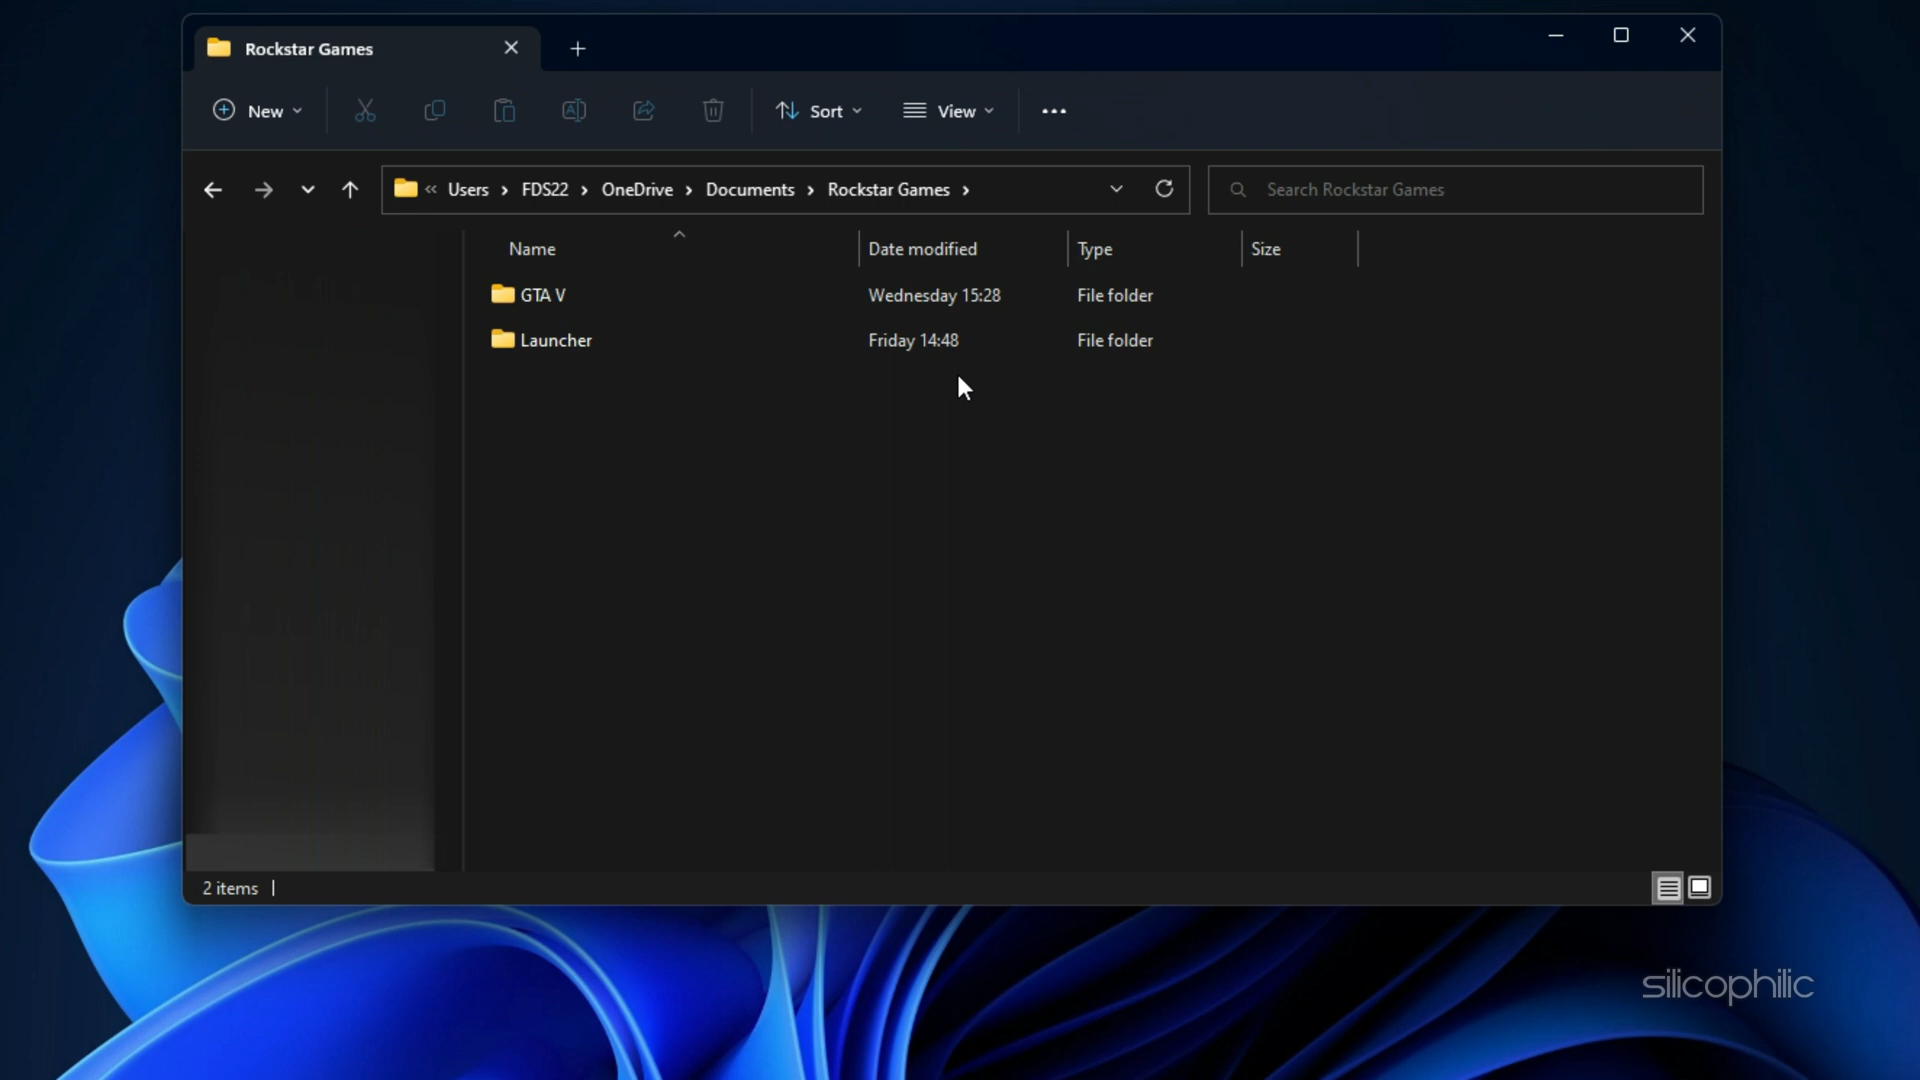 Rockstar Games
New
Sort
View
« Users › FDS22 › OneDrive › Documents › Rockstar Games ›
Search Rockstar Games
Name Date modified Type Size
GTA V Wednesday 15:28 File folder
Launcher Friday 14:48 File folder
2 items
silicophilic